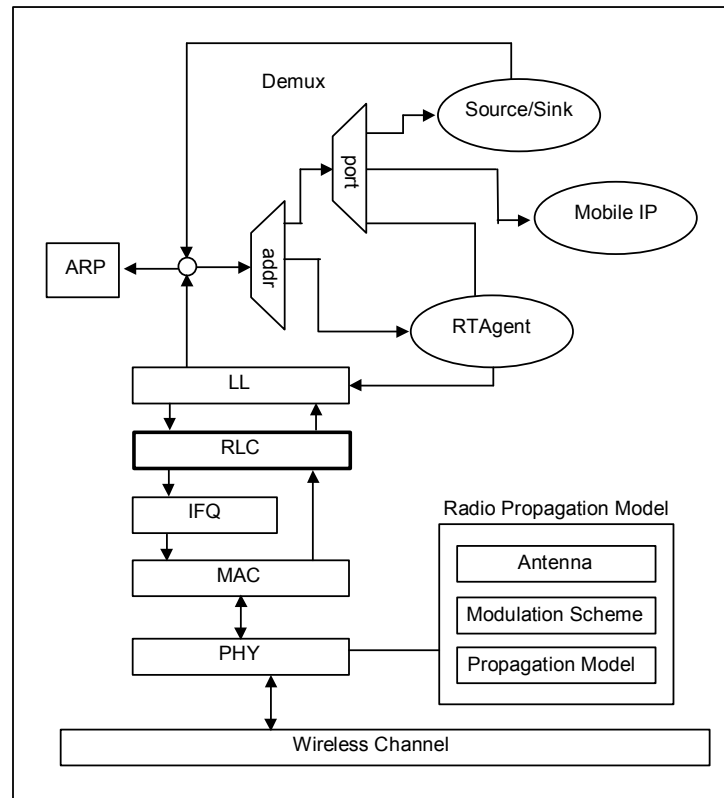 Demux
Source/Sink
port
Mobile IP
addr
ARP
RTAgent
LL
RLC
IFQ
Radio Propagation Model
Antenna
MAC
Modulation Scheme
PHY
Propagation Model
Wireless Channel